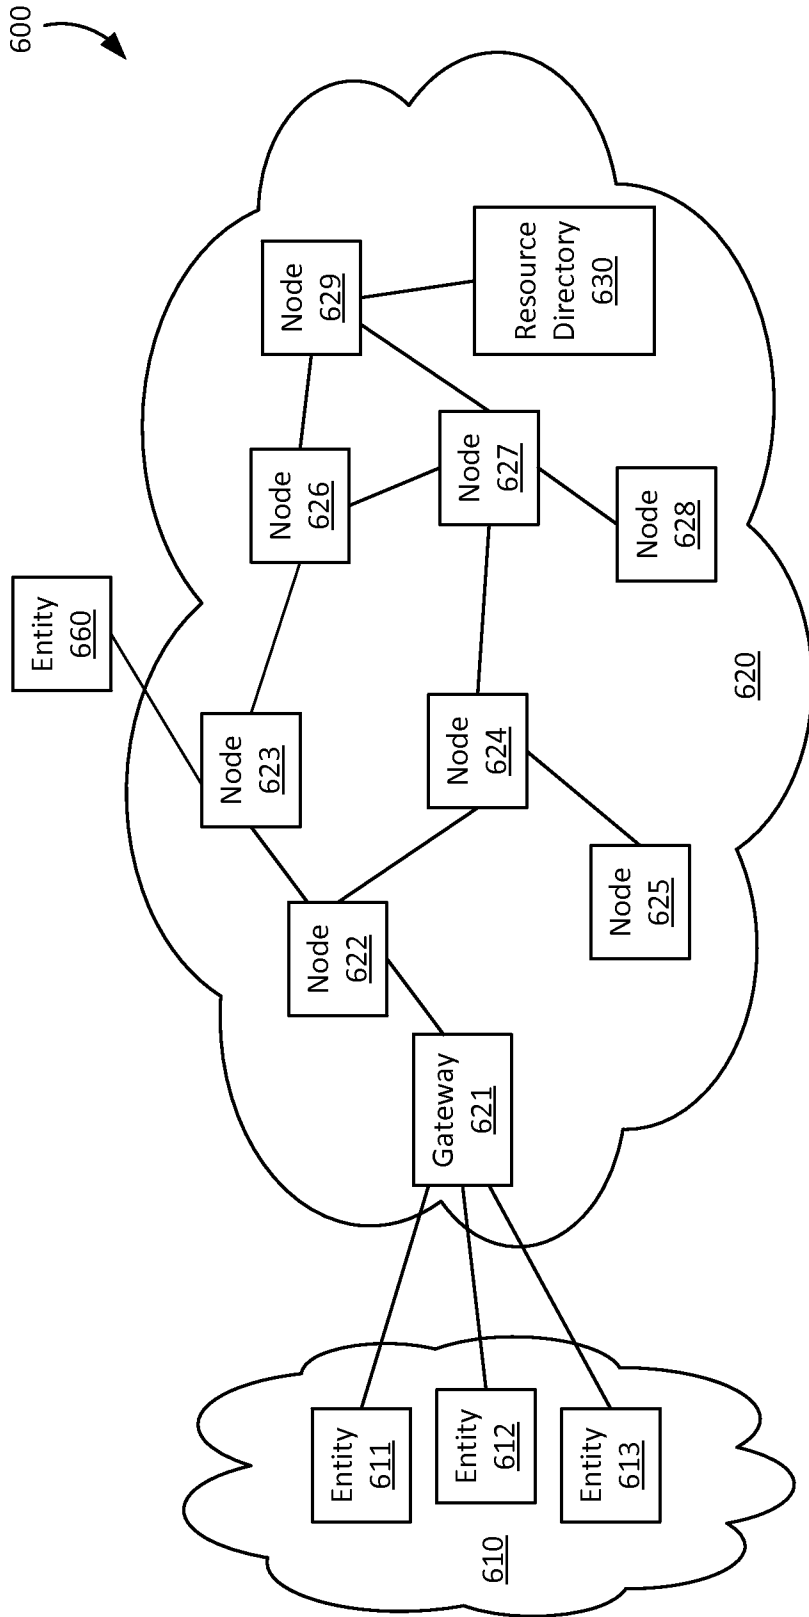 600
Entity
660
Node
623
Node
626
Node
629
Node
622
Node
624
Node
627
Resource
Directory
630
Gateway
621
Node
625
Node
628
620
Entity
611
Entity
612
Entity
613
610